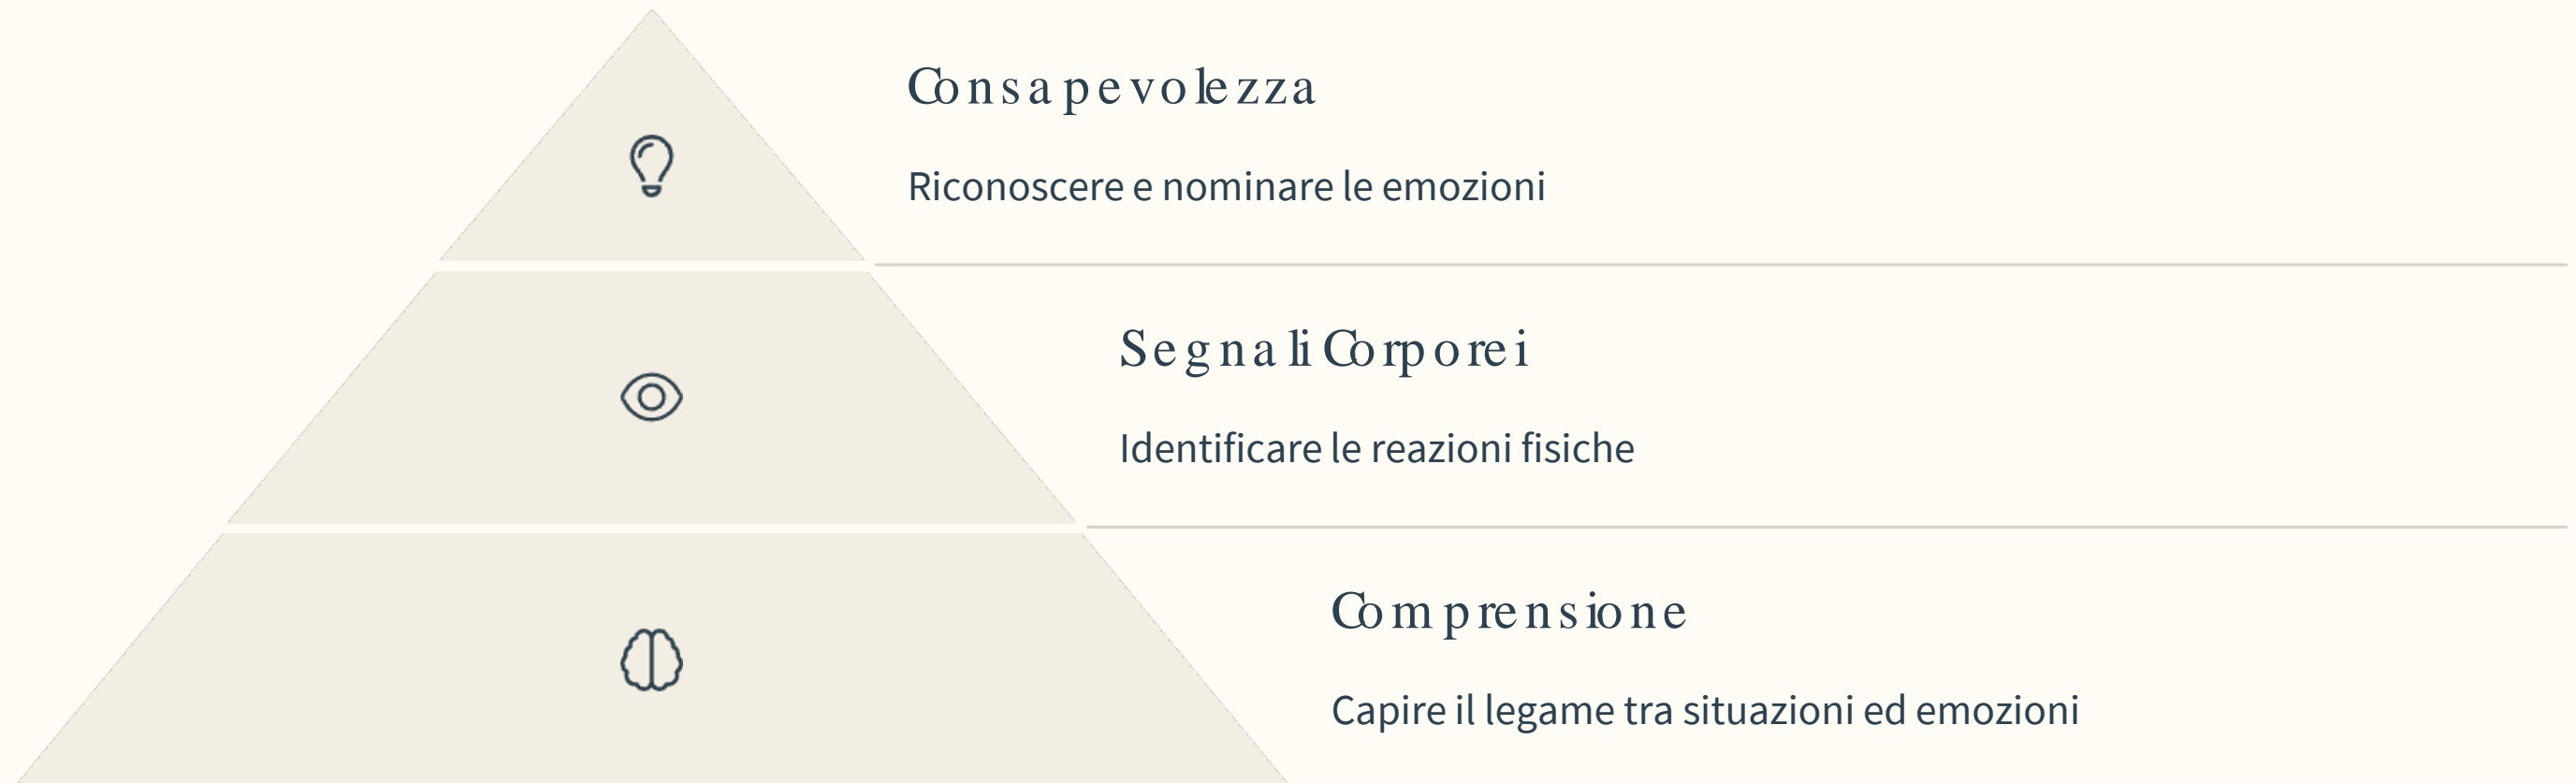 Consapevolezza
Riconoscere e nominare le emozioni
Segnali Corporei
Identificare le reazioni fisiche
Comprensione
Capire il legame tra situazioni ed emozioni